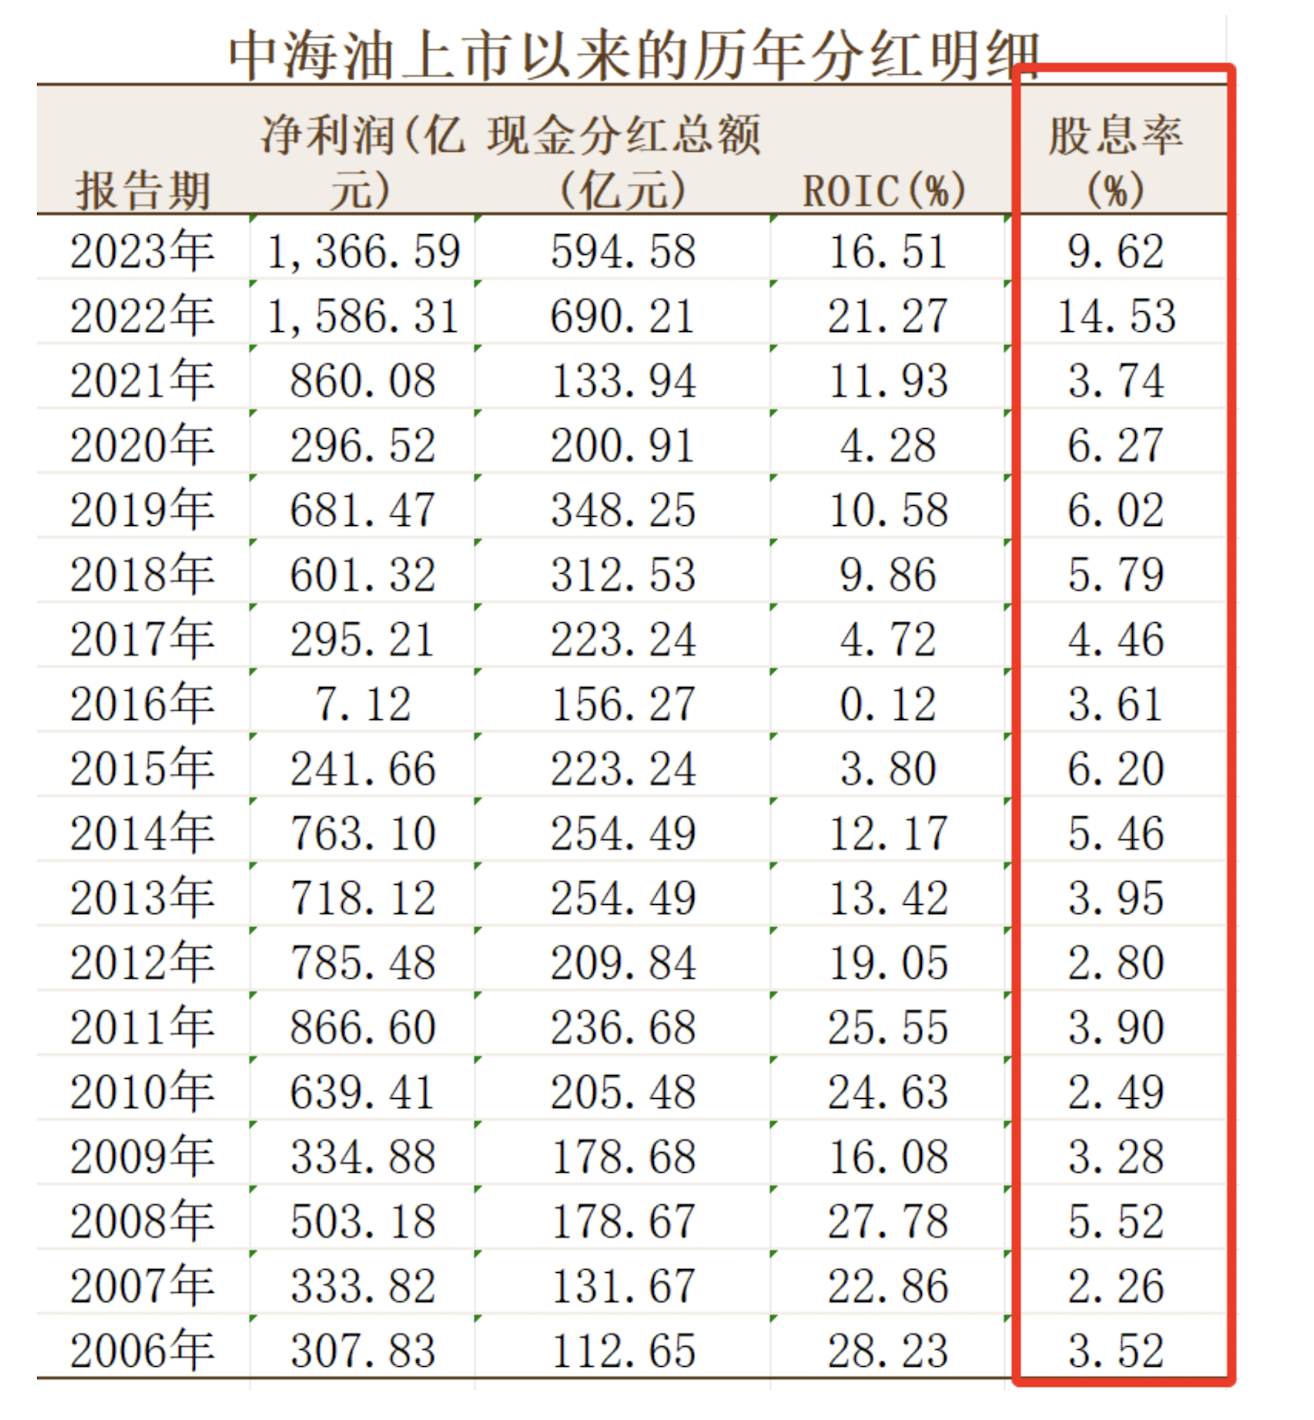 中海油上市以来的历年分红明细
报告期 净利润(亿元) 现金分红总额(亿元) ROIC(%) 股息率(%)
2023年 1,366.59 594.58 16.51 9.62
2022年 1,586.31 690.21 21.27 14.53
2021年 860.08 133.94 11.93 3.74
2020年 296.52 200.91 4.28 6.27
2019年 681.47 348.25 10.58 6.02
2018年 601.32 312.53 9.86 5.79
2017年 295.21 223.24 4.72 4.46
2016年 7.12 156.27 0.12 3.61
2015年 241.66 223.24 3.80 6.20
2014年 763.10 254.49 12.17 5.46
2013年 718.12 254.49 13.42 3.95
2012年 785.48 209.84 19.05 2.80
2011年 866.60 236.68 25.55 3.90
2010年 639.41 205.48 24.63 2.49
2009年 334.88 178.68 16.08 3.28
2008年 503.18 178.67 27.78 5.52
2007年 333.82 131.67 22.86 2.26
2006年 307.83 112.65 28.23 3.52